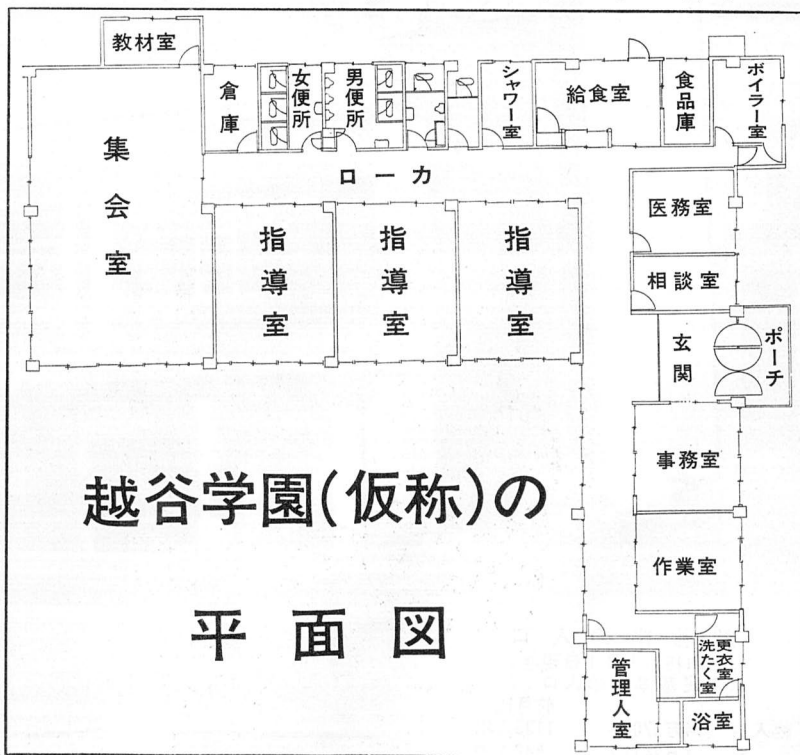 教材室
集会室
倉庫
女便所
男便所
シャワー室
給食室
食品庫
ボイラー室
ローカ
指導室
指導室
指導室
医務室
相談室
玄関
ポーチ
事務室
作業室
更衣室
洗たく室
管理人室
浴室
越谷学園(仮称)の
平面図